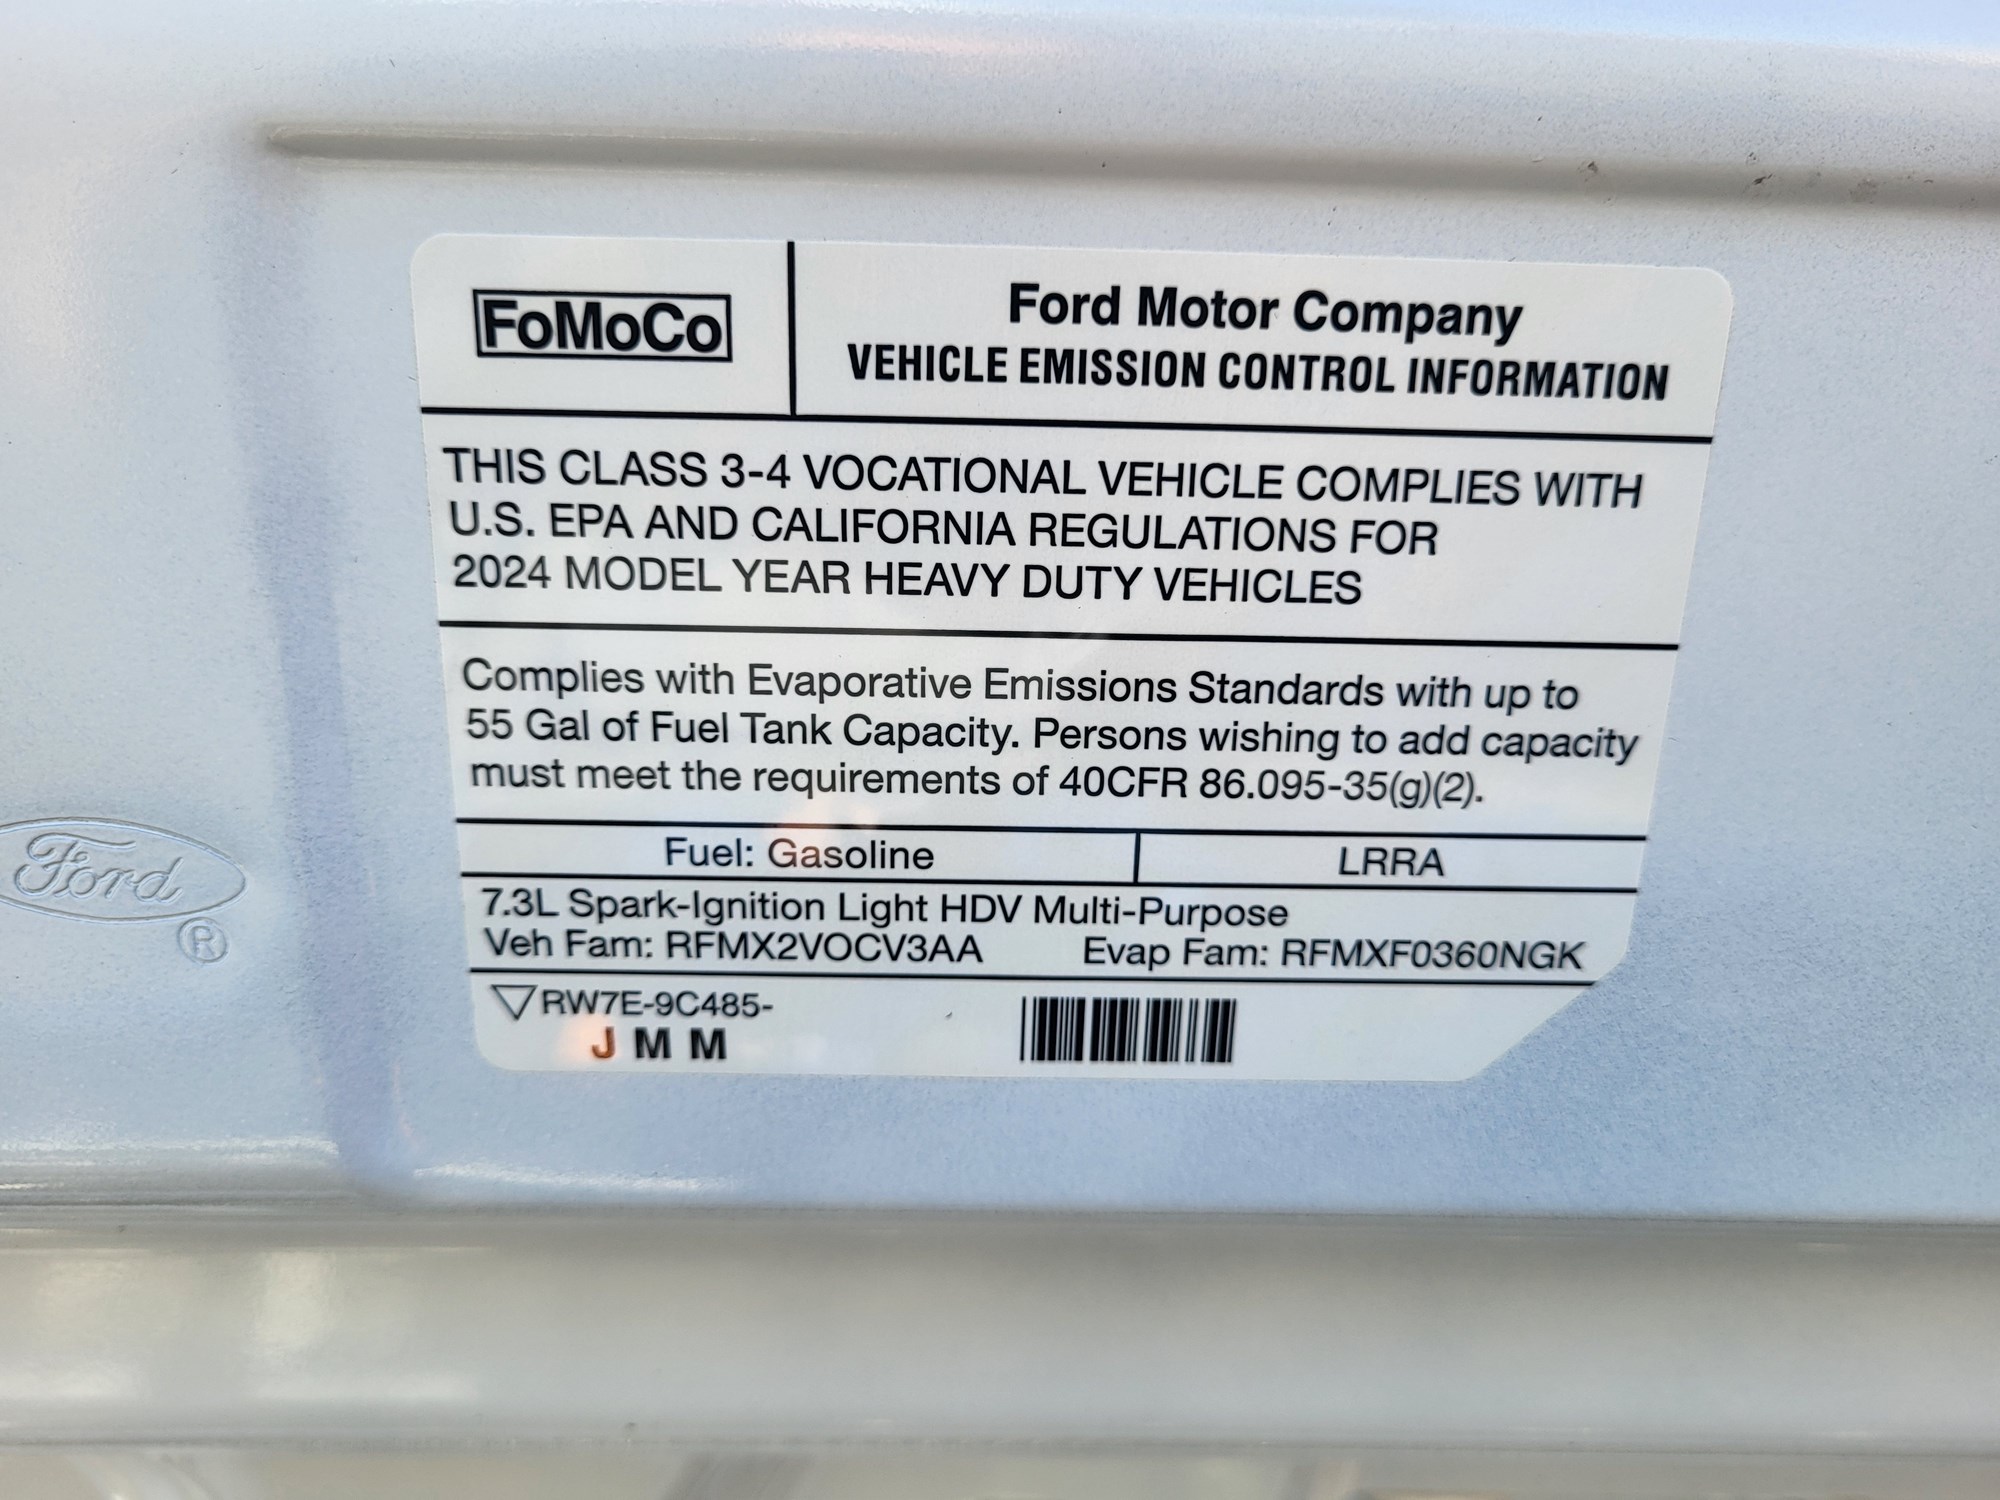 FoMoCo
Ford Motor Company
VEHICLE EMISSION CONTROL INFORMATION
THIS CLASS 3-4 VOCATIONAL VEHICLE COMPLIES WITH
U.S. EPA AND CALIFORNIA REGULATIONS FOR
2024 MODEL YEAR HEAVY DUTY VEHICLES
Complies with Evaporative Emissions Standards with up to
55 Gal of Fuel Tank Capacity. Persons wishing to add capacity
must meet the requirements of 40CFR 86.095-35(g)(2).
Fuel: Gasoline
LRRA
7.3L Spark-Ignition Light HDV Multi-Purpose
Veh Fam: RFMX2VOCV3AA Evap Fam: RFMXF0360NGK
RW7E-9C485-
J M M
Ford
®